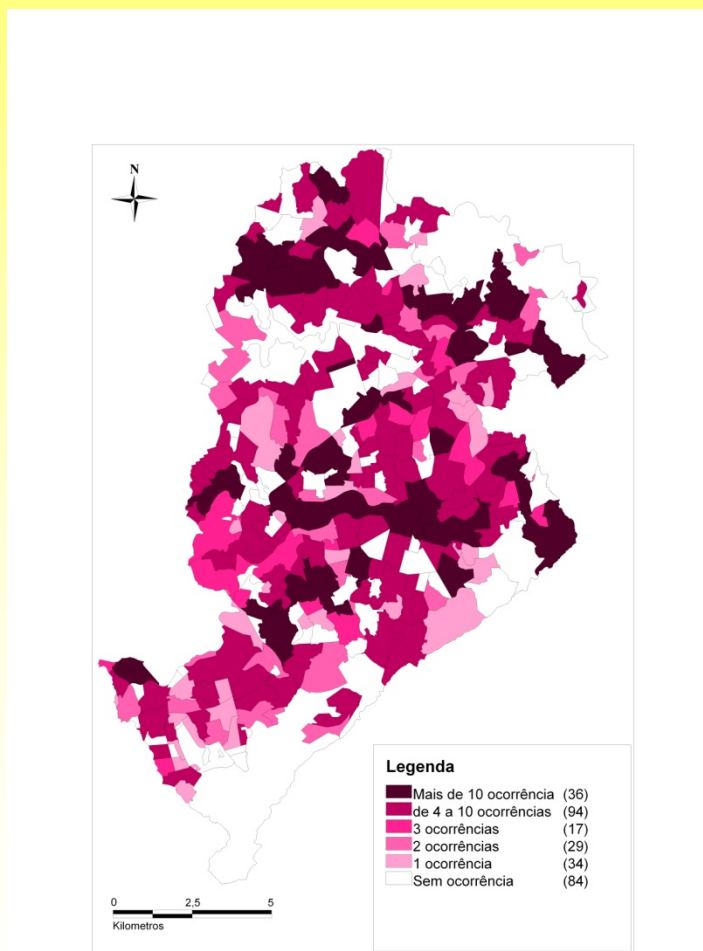 N
Legenda
Mais de 10 ocorrência (36)
de 4 a 10 ocorrências (94)
3 ocorrências (17)
2 ocorrências (29)
1 ocorrência (34)
Sem ocorrência (84)
0 2,5 5
Kilometros